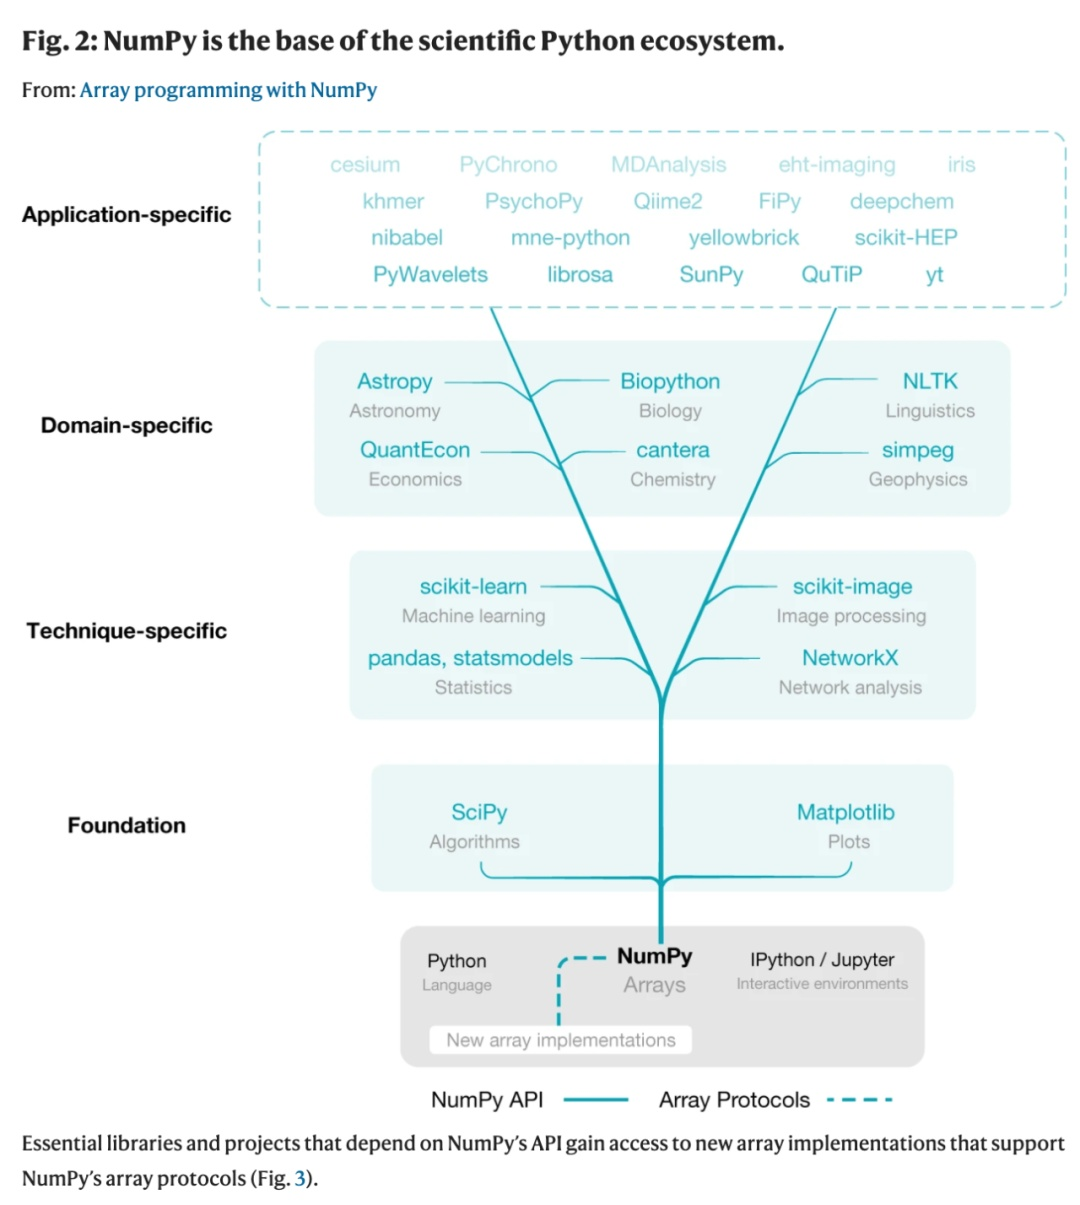 Fig. 2: NumPy is the base of the scientific Python ecosystem.
From: Array programming with NumPy
cesium PyChrono MDAnalysis eht-imaging iris
Application-specific
khmer PsychoPy Qiime2 FiPy deepchem
nibabel mne-python yellowbrick scikit-HEP
PyWavelets librosa SunPy QuTiP yt
Domain-specific
Astropy Biopython NLTK
Astronomy Biology Linguistics
QuantEcon cantera simpeg
Economics Chemistry Geophysics
Technique-specific
scikit-learn scikit-image
Machine learning Image processing
pandas, statsmodels NetworkX
Statistics Network analysis
Foundation
SciPy Matplotlib
Algorithms Plots
Python NumPy IPython / Jupyter
Language Arrays Interactive environments
New array implementations
NumPy API Array Protocols
Essential libraries and projects that depend on NumPy’s API gain access to new array implementations that support
NumPy’s array protocols (Fig. 3).